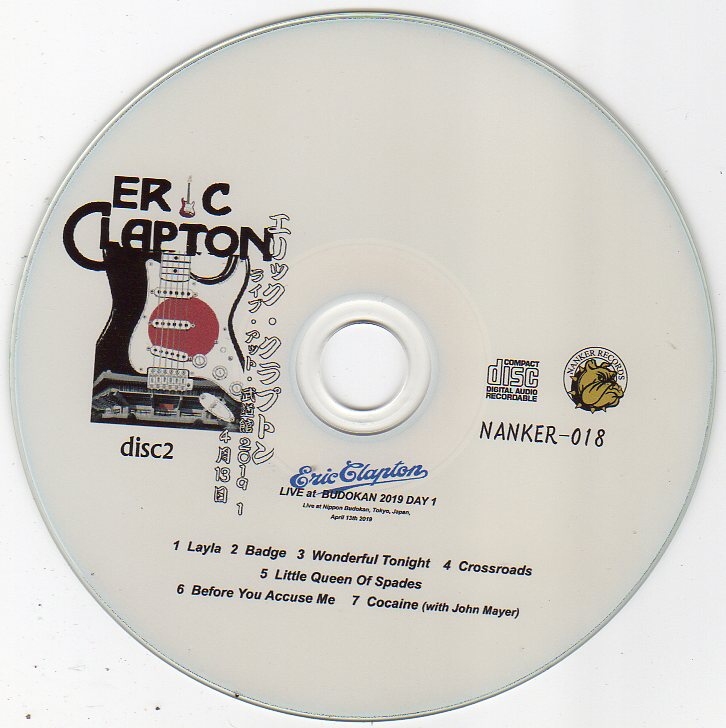 ERIC
CLAPTON
エリック・クラプトン
ライブ・アット・武道館2019 1
4月13日
disc2
COMPACT
disc
DIGITAL AUDIO
RECORDABLE
NANKER RECORDS
NANKER-018
Eric Clapton
LIVE at BUDOKAN 2019 DAY 1
Live at Nippon Budokan, Tokyo, Japan,
April 13th 2019
1 Layla 2 Badge 3 Wonderful Tonight 4 Crossroads
5 Little Queen Of Spades
6 Before You Accuse Me 7 Cocaine (with John Mayer)